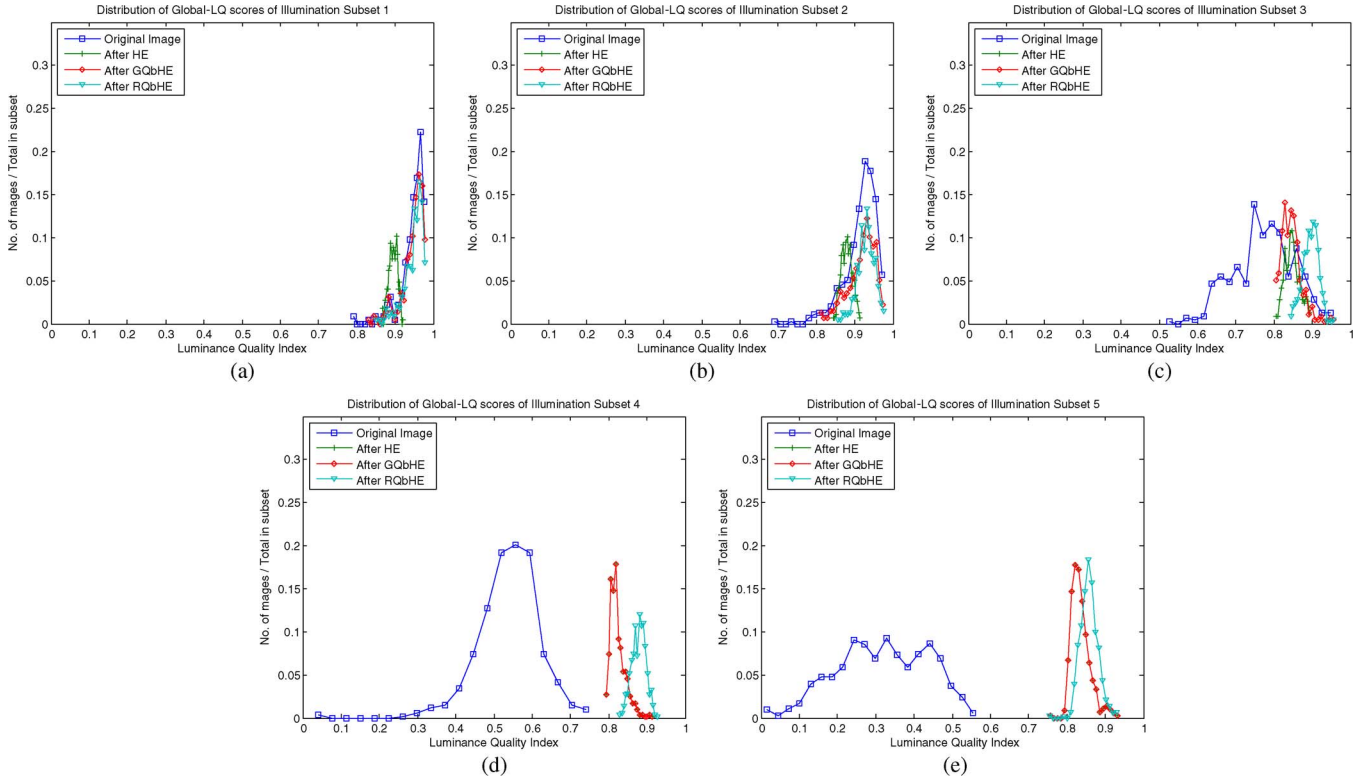 Distribution of Global-LQ scores of Illumination Subset 1
No. of mages / Total in subset
0.3
0.25
0.2
0.15
0.1
0.05
0
Original Image
After HE
After GQbHE
After RQbHE
0 0.1 0.2 0.3 0.4 0.5 0.6 0.7 0.8 0.9 1
Luminance Quality Index
(a)
Distribution of Global-LQ scores of Illumination Subset 2
No. of mages / Total in subset
0.3
0.25
0.2
0.15
0.1
0.05
0
Original Image
After HE
After GQbHE
After RQbHE
0 0.1 0.2 0.3 0.4 0.5 0.6 0.7 0.8 0.9 1
Luminance Quality Index
(b)
Distribution of Global-LQ scores of Illumination Subset 3
No. of mages / Total in subset
0.3
0.25
0.2
0.15
0.1
0.05
0
Original Image
After HE
After GQbHE
After RQbHE
0 0.1 0.2 0.3 0.4 0.5 0.6 0.7 0.8 0.9 1
Luminance Quality Index
(c)
Distribution of Global-LQ scores of Illumination Subset 4
No. of mages / Total in subset
0.3
0.25
0.2
0.15
0.1
0.05
0
Original Image
After HE
After GQbHE
After RQbHE
0 0.1 0.2 0.3 0.4 0.5 0.6 0.7 0.8 0.9 1
Luminance Quality Index
(d)
Distribution of Global-LQ scores of Illumination Subset 5
No. of mages / Total in subset
0.3
0.25
0.2
0.15
0.1
0.05
0
Original Image
After HE
After GQbHE
After RQbHE
0 0.1 0.2 0.3 0.4 0.5 0.6 0.7 0.8 0.9 1
Luminance Quality Index
(e)